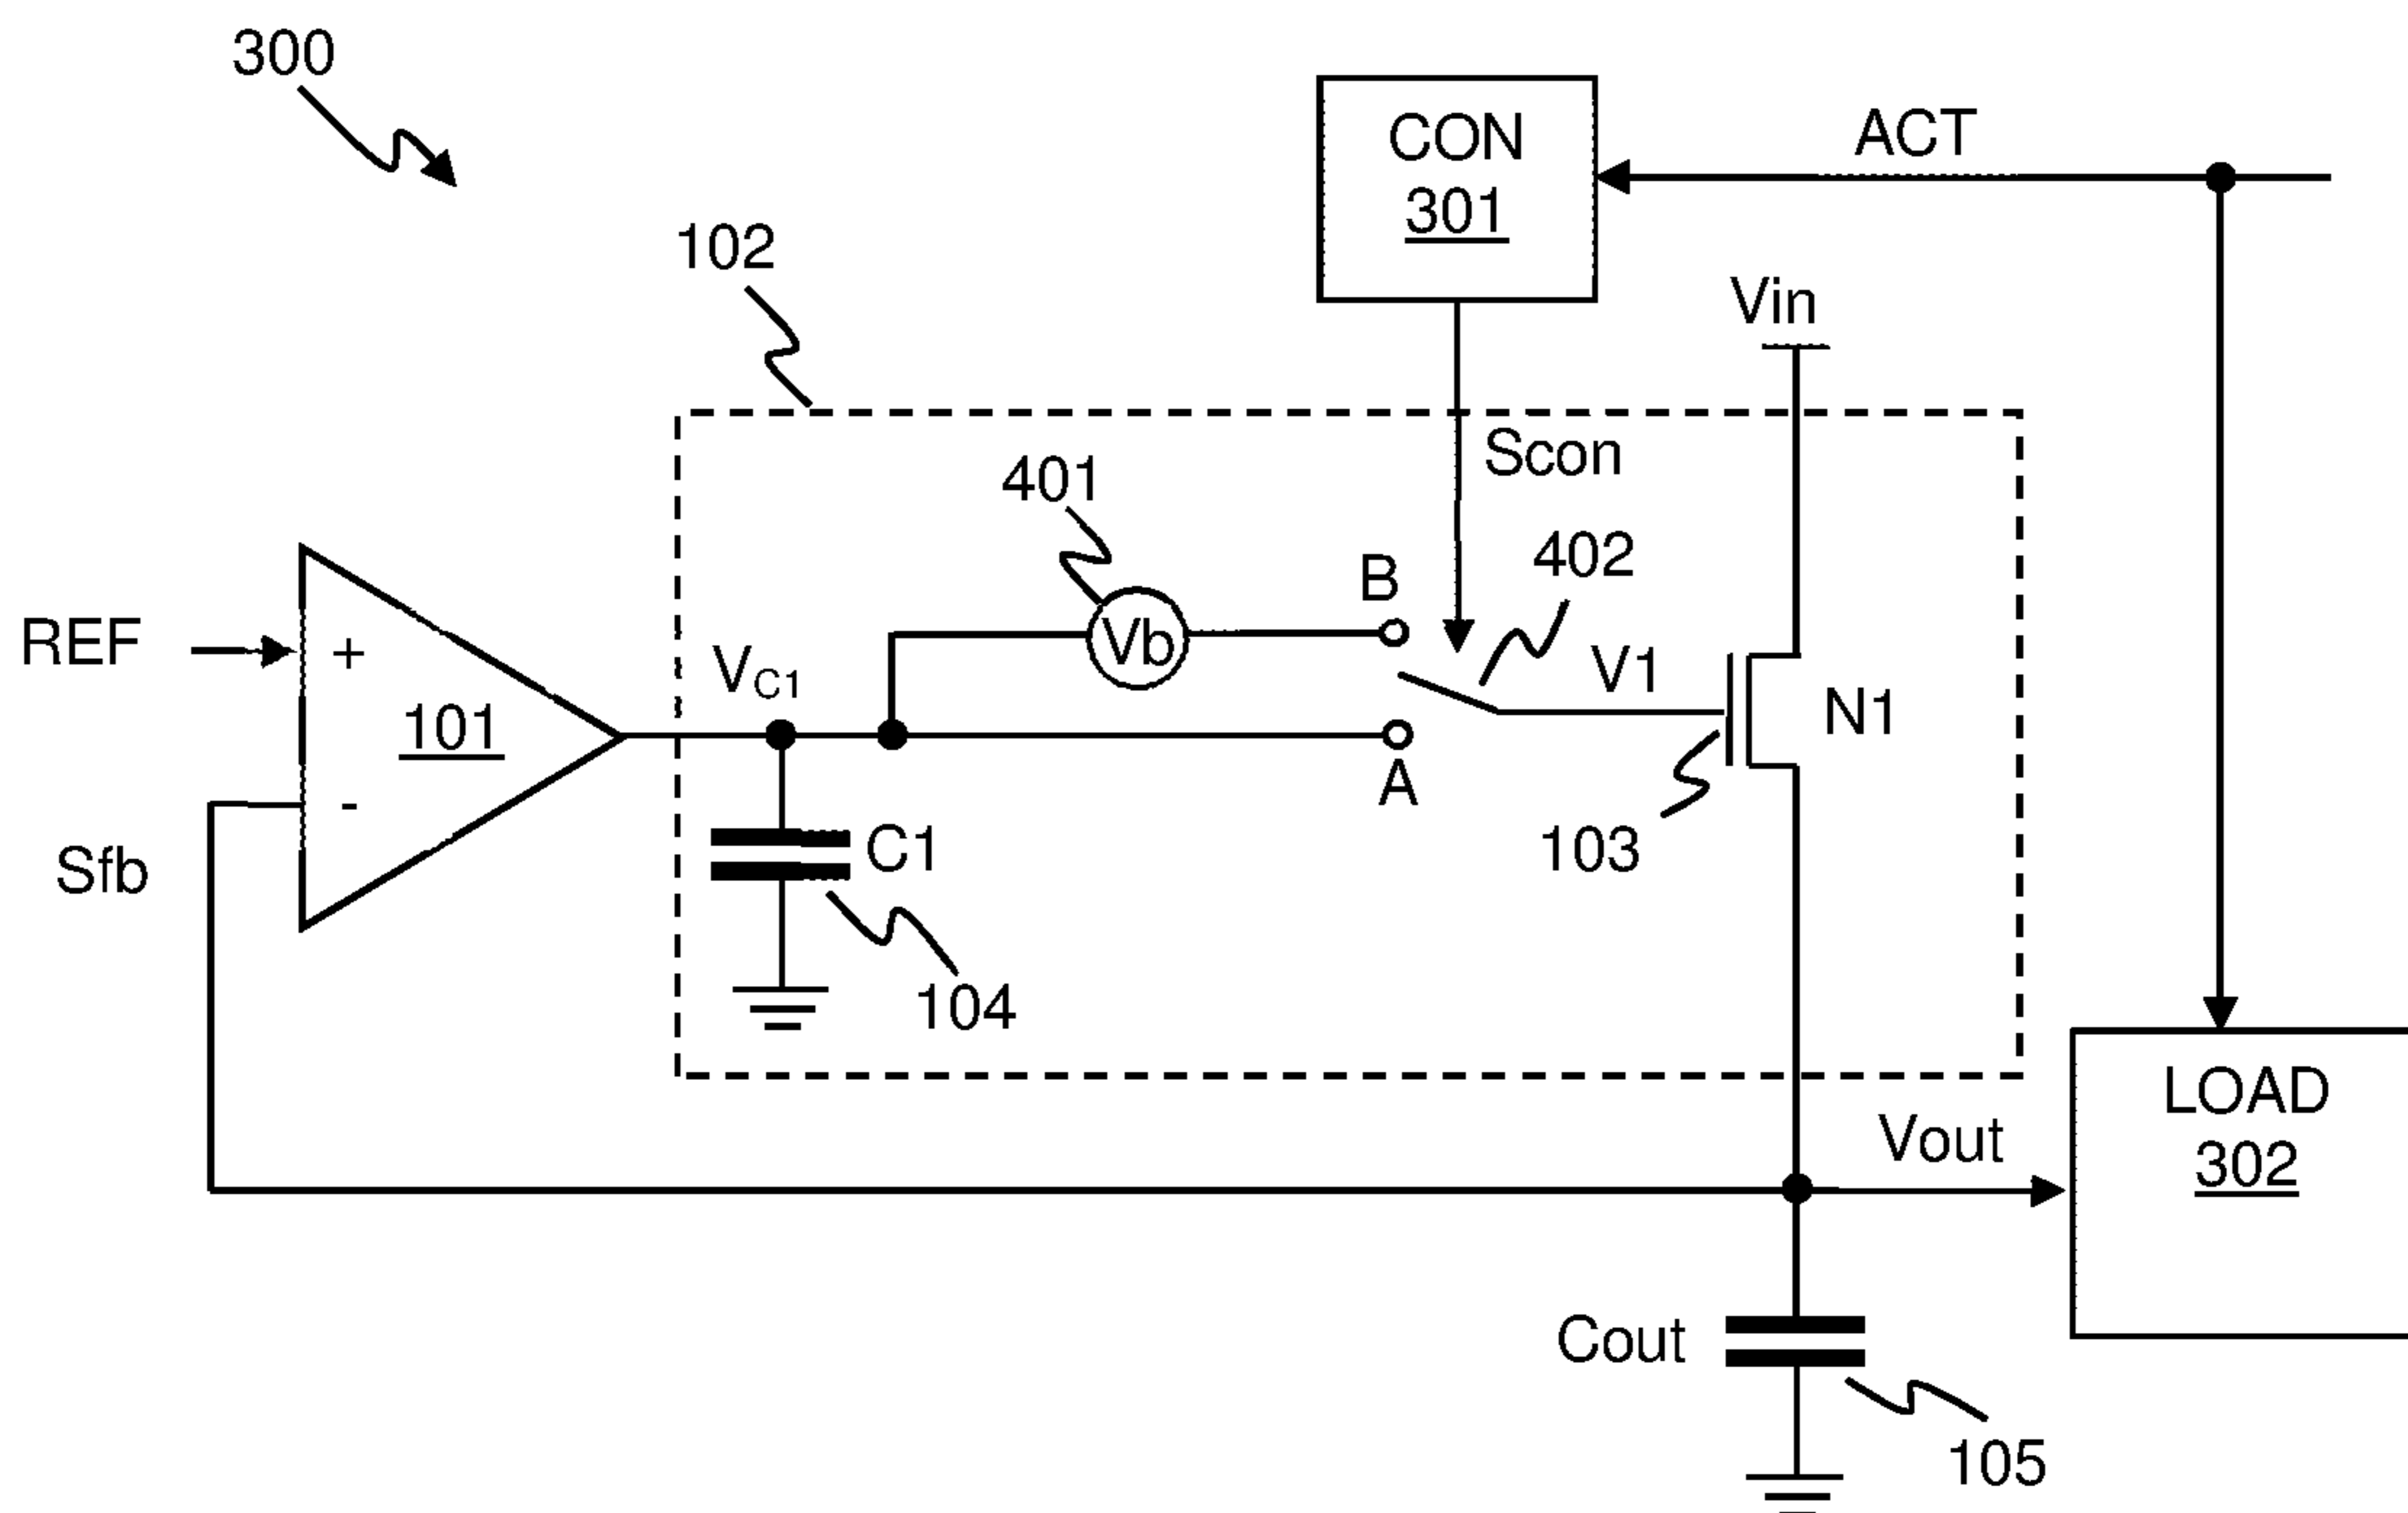 300
CON
301
ACT
102
Vin
Scon
401
402
B
REF
+
Vb
VC1
V1
N1
101
A
-
C1
103
Sfb
104
LOAD
302
Vout
Cout
105